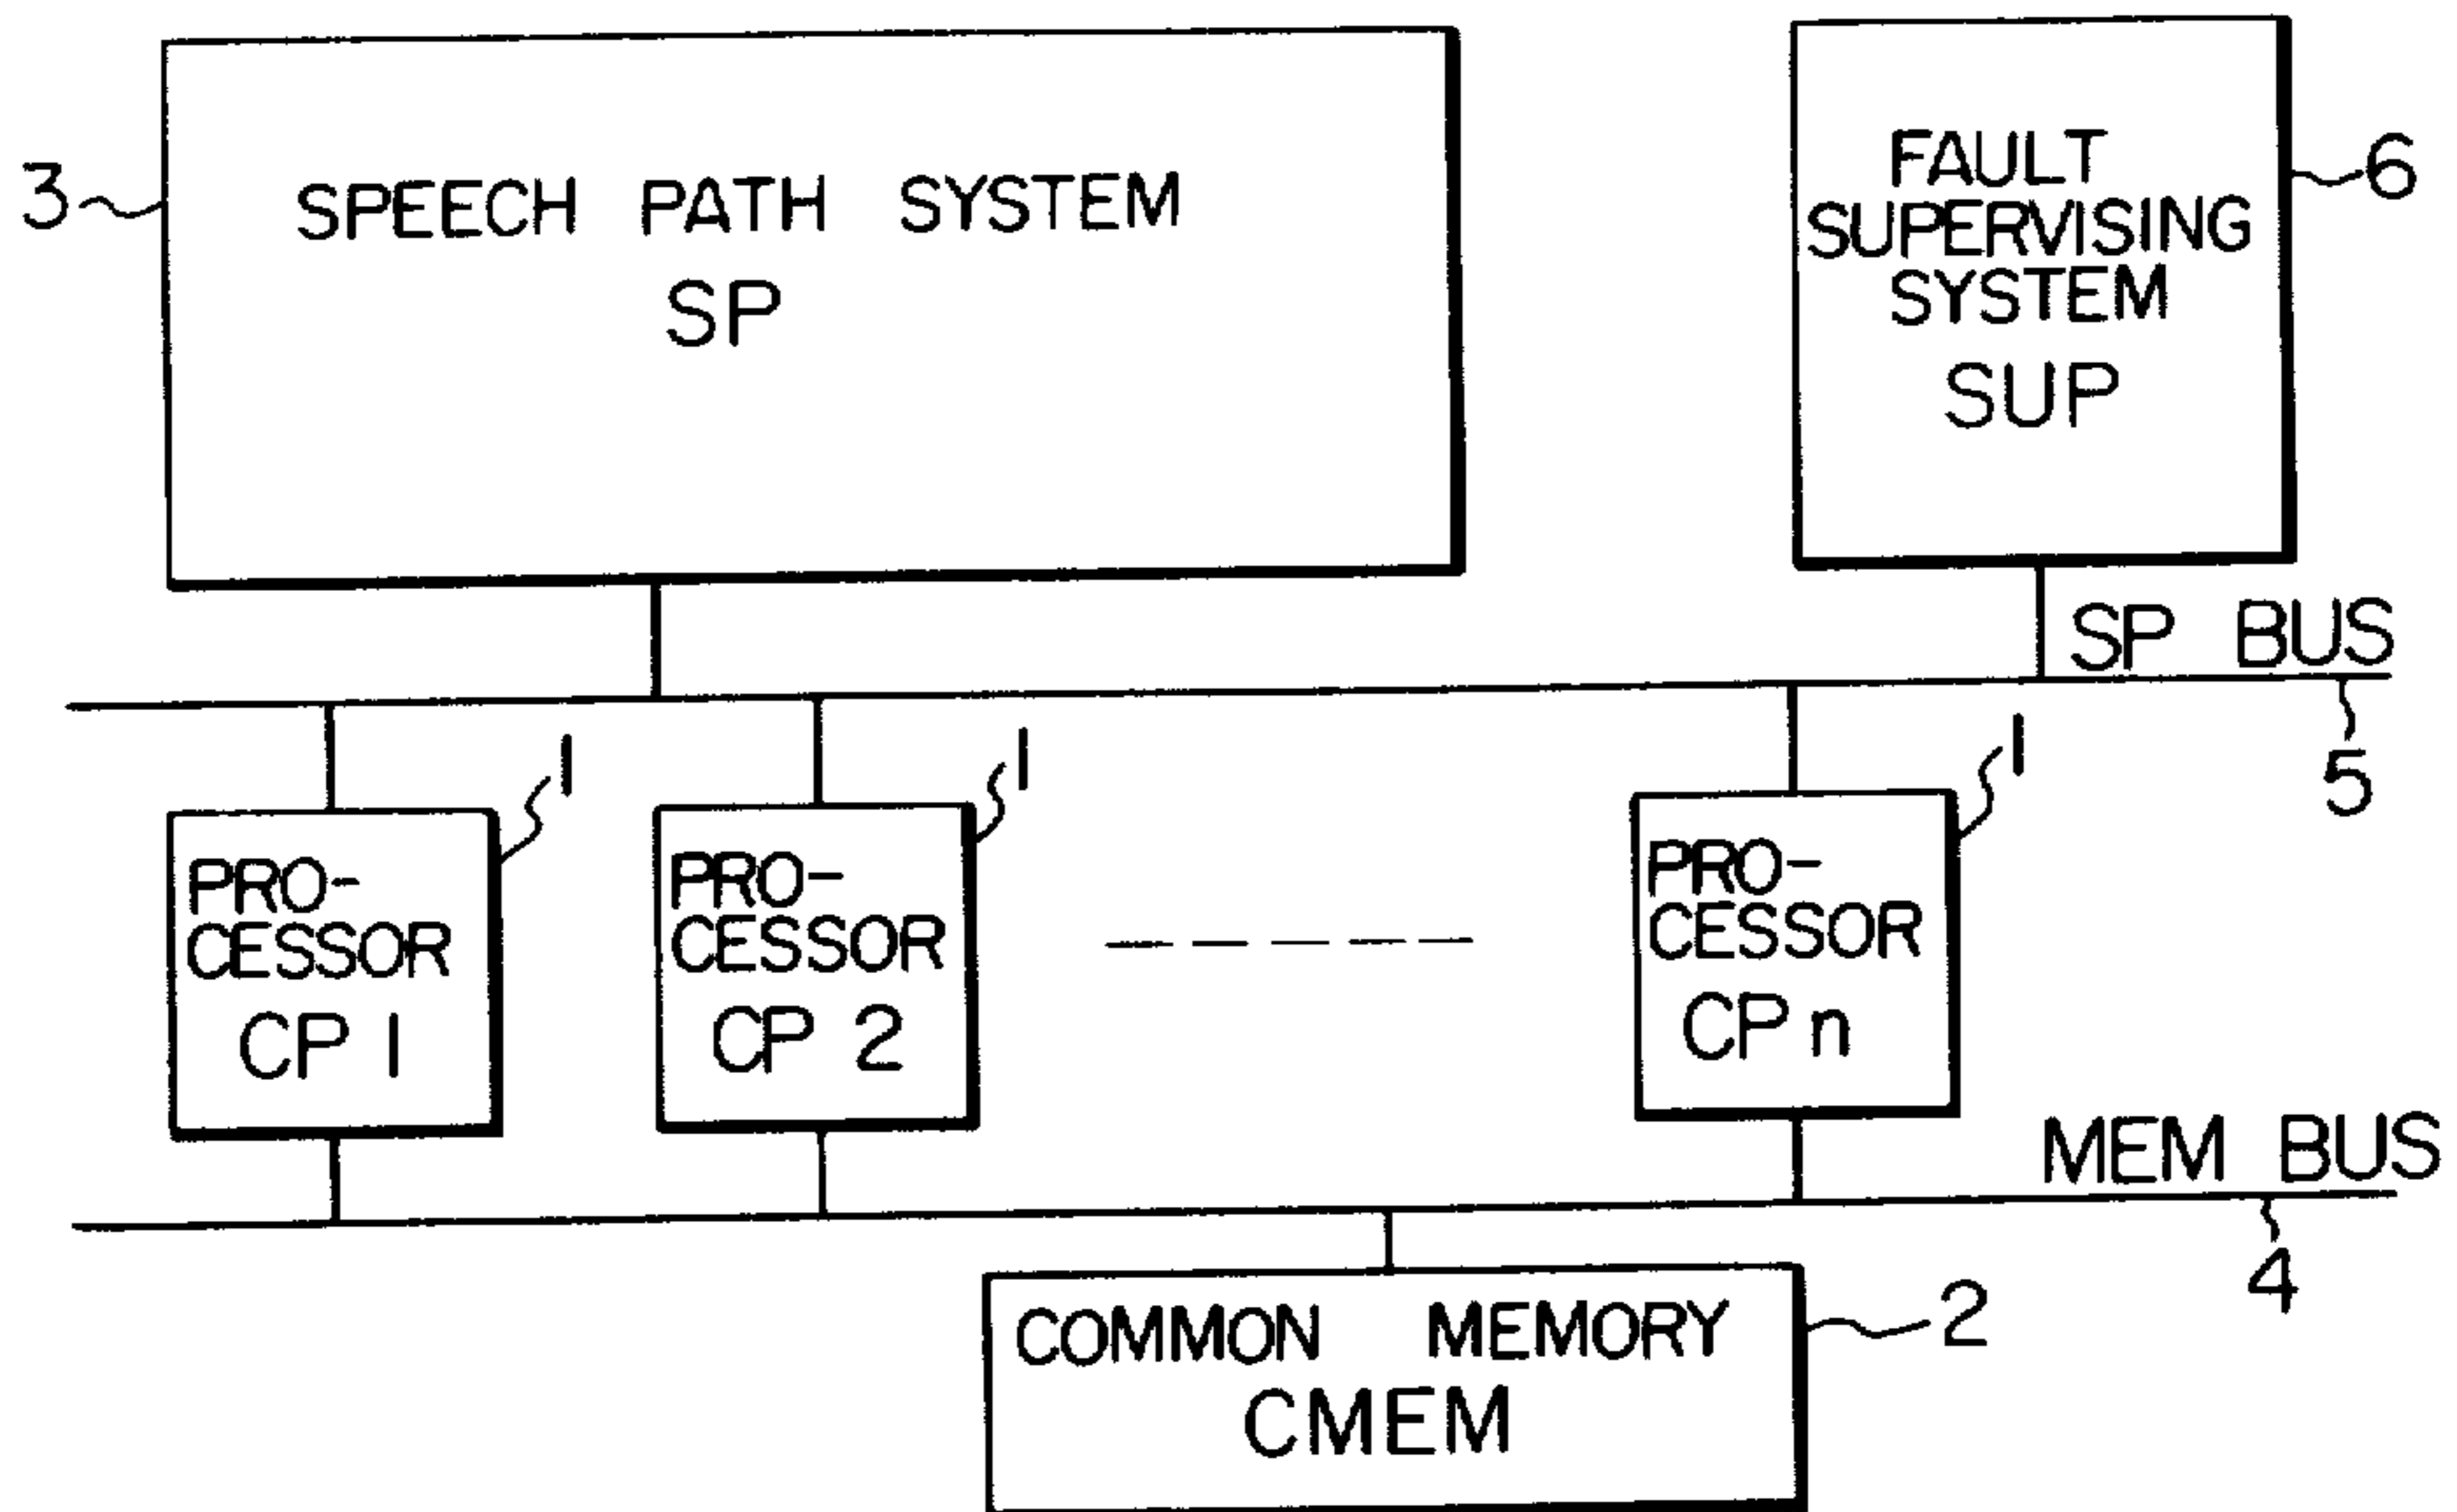 3
SPEECH PATH SYSTEM
SP
FAULT
SUPERVISING
SYSTEM
SUP
6
SP BUS
5
1
PRO-
CESSOR
CP 1
1
PRO-
CESSOR
CP 2
1
PRO-
CESSOR
CP n
MEM BUS
4
COMMON MEMORY
CMEM
2